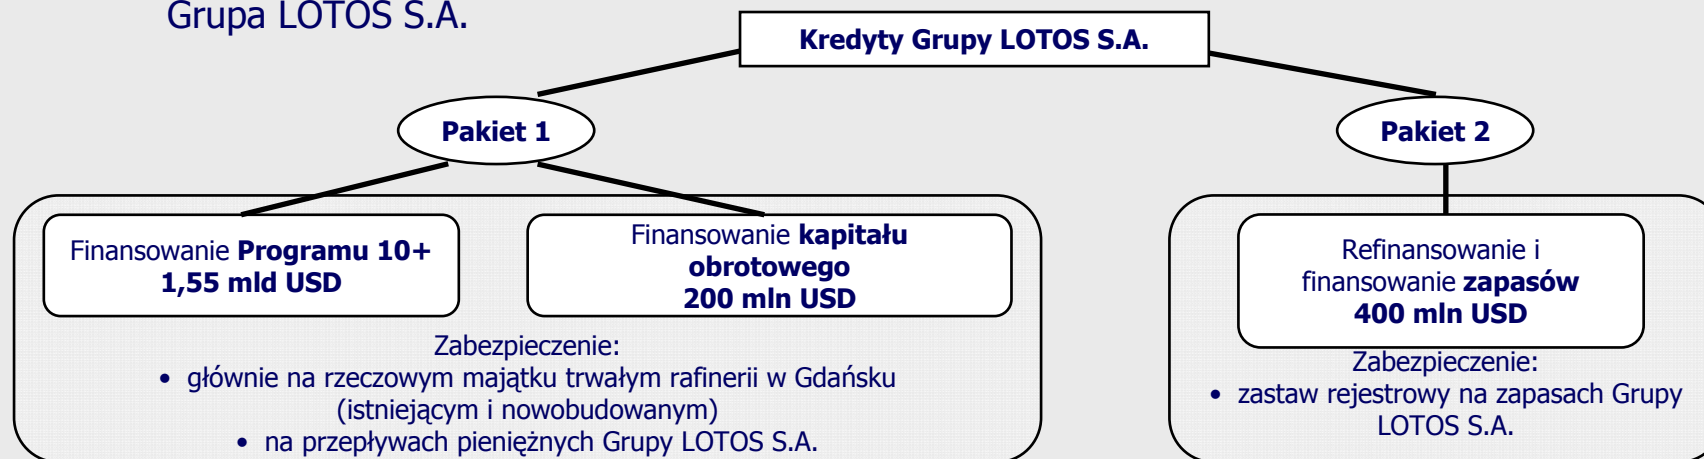 Grupa LOTOS S.A.
Kredyty Grupy LOTOS S.A.
Pakiet 1
Pakiet 2
Finansowanie Programu 10+
1,55 mld USD
Finansowanie kapitału
obrotowego
200 mln USD
Zabezpieczenie:
• głównie na rzeczowym majątku trwałym rafinerii w Gdańsku
(istniejącym i nowobudowanym)
• na przepływach pieniężnych Grupy LOTOS S.A.
Refinansowanie i
finansowanie zapasów
400 mln USD
Zabezpieczenie:
• zastaw rejestrowy na zapasach Grupy
LOTOS S.A.